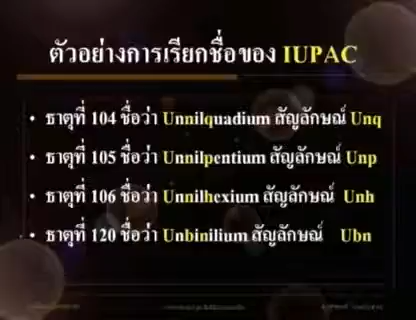 ตัวอย่างการเรียกชื่อของ IUPAC
• ธาตุที่ 104 ชื่อว่า Unnilquadium สัญลักษณ์ Unq
• ธาตุที่ 105 ชื่อว่า Unnilpentium สัญลักษณ์ Unp
• ธาตุที่ 106 ชื่อว่า Unnilhexium สัญลักษณ์ Unh
• ธาตุที่ 120 ชื่อว่า Unbinilium สัญลักษณ์ Ubn